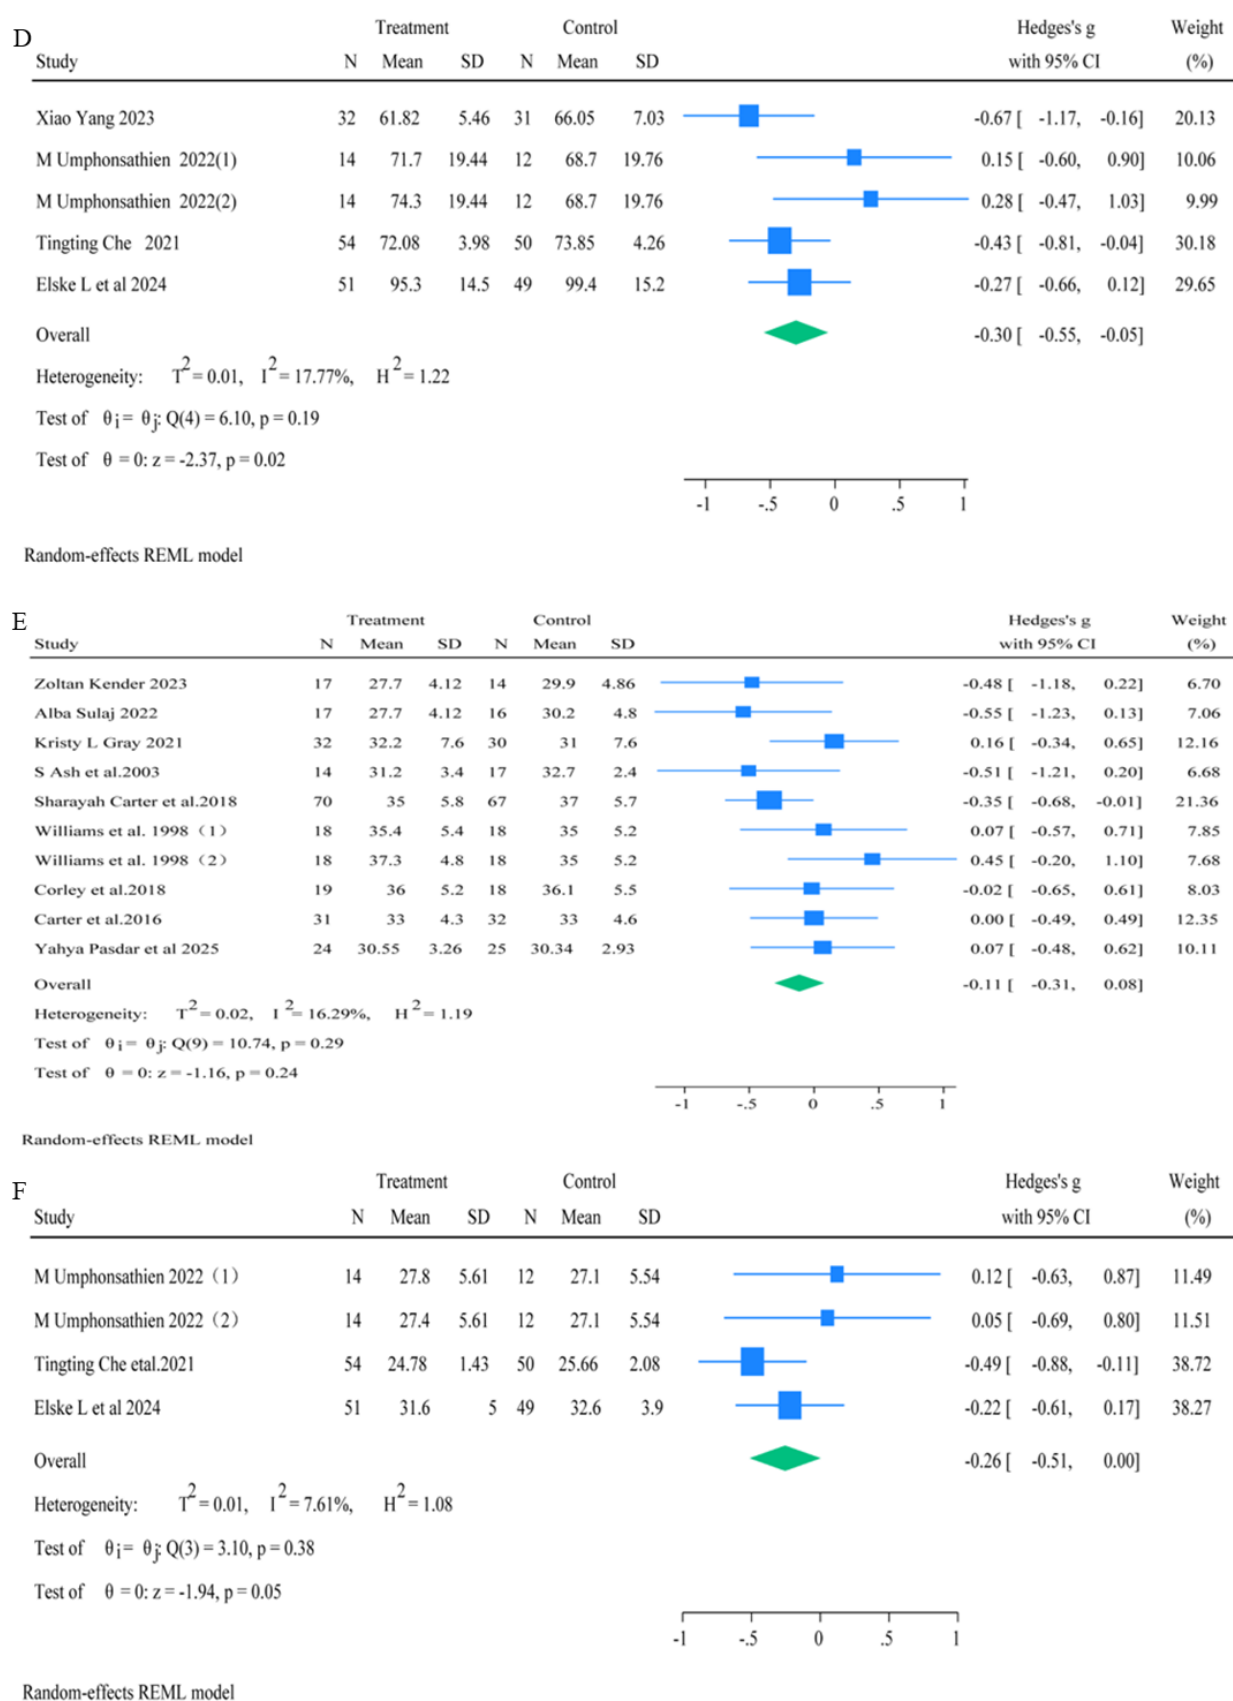 D
Treatment Control Hedges's g Weight
Study N Mean SD N Mean SD with 95% CI (%)
Xiao Yang 2023 32 61.82 5.46 31 66.05 7.03 -0.67 [ -1.17, -0.16] 20.13
M Umphonsathien 2022(1) 14 71.7 19.44 12 68.7 19.76 0.15 [ -0.60, 0.90] 10.06
M Umphonsathien 2022(2) 14 74.3 19.44 12 68.7 19.76 0.28 [ -0.47, 1.03] 9.99
Tingting Che 2021 54 72.08 3.98 50 73.85 4.26 -0.43 [ -0.81, -0.04] 30.18
Elske L et al 2024 51 95.3 14.5 49 99.4 15.2 -0.27 [ -0.66, 0.12] 29.65
Overall -0.30 [ -0.55, -0.05]
Heterogeneity: T² = 0.01, I² = 17.77%, H² = 1.22
Test of θi = θj: Q(4) = 6.10, p = 0.19
Test of θ = 0: z = -2.37, p = 0.02
-1 -.5 0 .5 1
Random-effects REML model
E
Treatment Control Hedges's g Weight
Study N Mean SD N Mean SD with 95% CI (%)
Zoltan Kender 2023 17 27.7 4.12 14 29.9 4.86 -0.48 [ -1.18, 0.22] 6.70
Alba Sulaj 2022 17 27.7 4.12 16 30.2 4.8 -0.55 [ -1.23, 0.13] 7.06
Kristy L Gray 2021 32 32.2 7.6 30 31 7.6 0.16 [ -0.34, 0.65] 12.16
S Ash et al.2003 14 31.2 3.4 17 32.7 2.4 -0.51 [ -1.21, 0.20] 6.68
Sharayah Carter et al.2018 70 35 5.8 67 37 5.7 -0.35 [ -0.68, -0.01] 21.36
Williams et al. 1998（1） 18 35.4 5.4 18 35 5.2 0.07 [ -0.57, 0.71] 7.85
Williams et al. 1998（2） 18 37.3 4.8 18 35 5.2 0.45 [ -0.20, 1.10] 7.68
Corley et al.2018 19 36 5.2 18 36.1 5.5 -0.02 [ -0.65, 0.61] 8.03
Carter et al.2016 31 33 4.3 32 33 4.6 0.00 [ -0.49, 0.49] 12.35
Yahya Pasdar et al 2025 24 30.55 3.26 25 30.34 2.93 0.07 [ -0.48, 0.62] 10.11
Overall -0.11 [ -0.31, 0.08]
Heterogeneity: T² = 0.02, I² = 16.29%, H² = 1.19
Test of θi = θj: Q(9) = 10.74, p = 0.29
Test of θ = 0: z = -1.16, p = 0.24
-1 -.5 0 .5 1
Random-effects REML model
F
Treatment Control Hedges's g Weight
Study N Mean SD N Mean SD with 95% CI (%)
M Umphonsathien 2022（1） 14 27.8 5.61 12 27.1 5.54 0.12 [ -0.63, 0.87] 11.49
M Umphonsathien 2022（2） 14 27.4 5.61 12 27.1 5.54 0.05 [ -0.69, 0.80] 11.51
Tingting Che etal.2021 54 24.78 1.43 50 25.66 2.08 -0.49 [ -0.88, -0.11] 38.72
Elske L et al 2024 51 31.6 5 49 32.6 3.9 -0.22 [ -0.61, 0.17] 38.27
Overall -0.26 [ -0.51, 0.00]
Heterogeneity: T² = 0.01, I² = 7.61%, H² = 1.08
Test of θi = θj: Q(3) = 3.10, p = 0.38
Test of θ = 0: z = -1.94, p = 0.05
-1 -.5 0 .5 1
Random-effects REML model